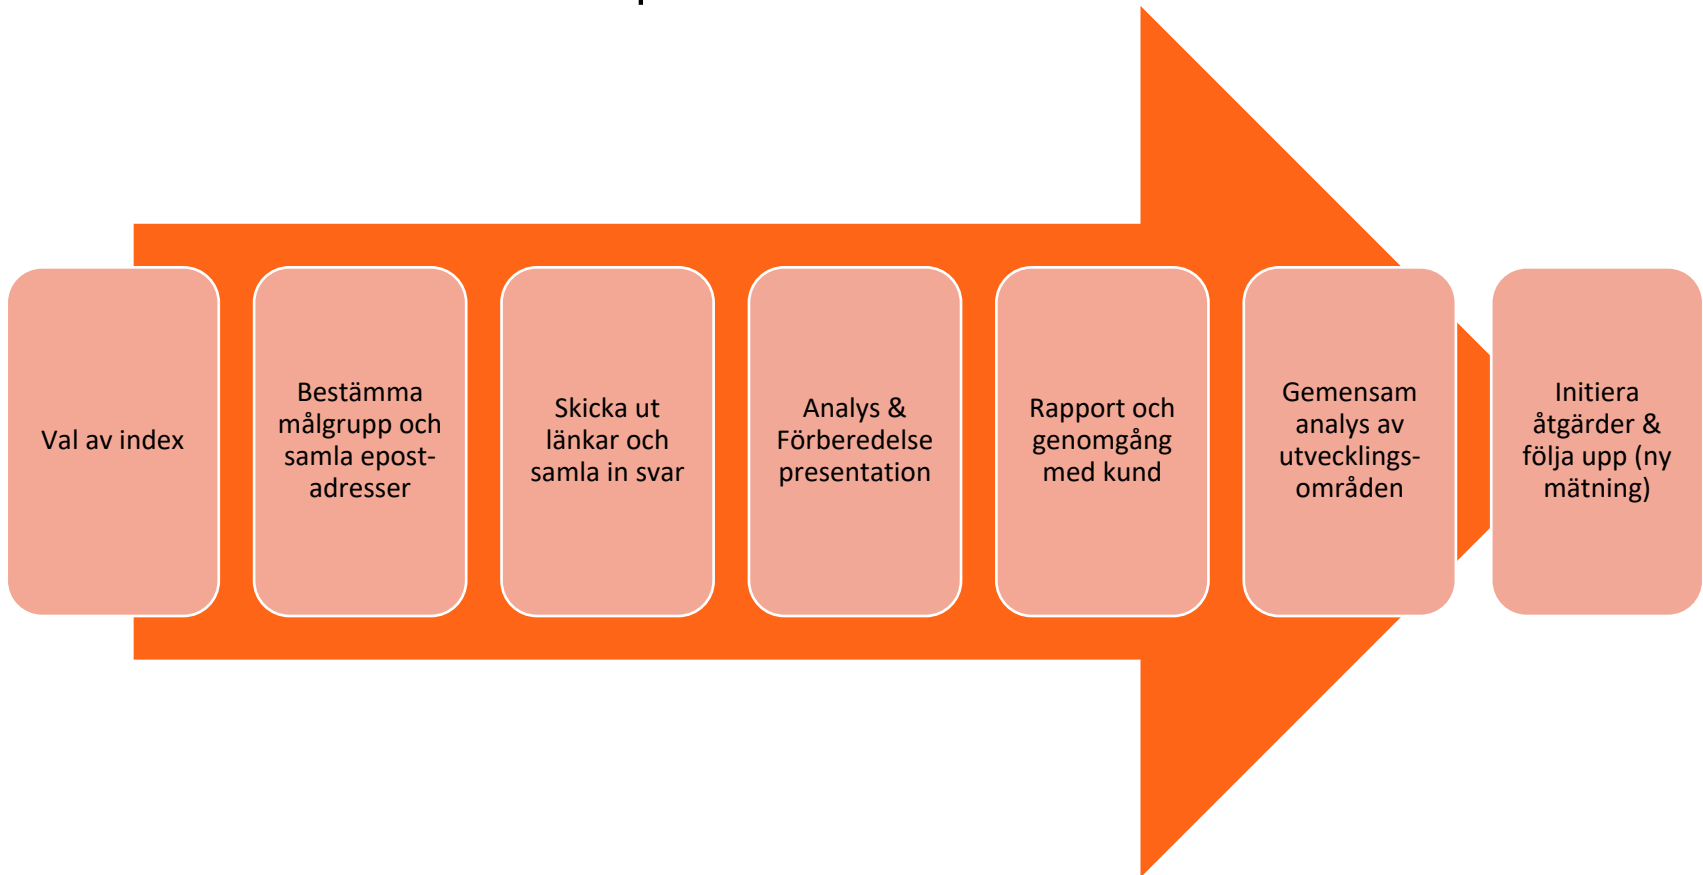 Val av index
Bestämma
målgrupp och
samla epost-
adresser
Skicka ut
länkar och
samla in svar
Analys &
Förberedelse
presentation
Rapport och
genomgång
med kund
Gemensam
analys av
utvecklings-
områden
Initiera
åtgärder &
följa upp (ny
mätning)